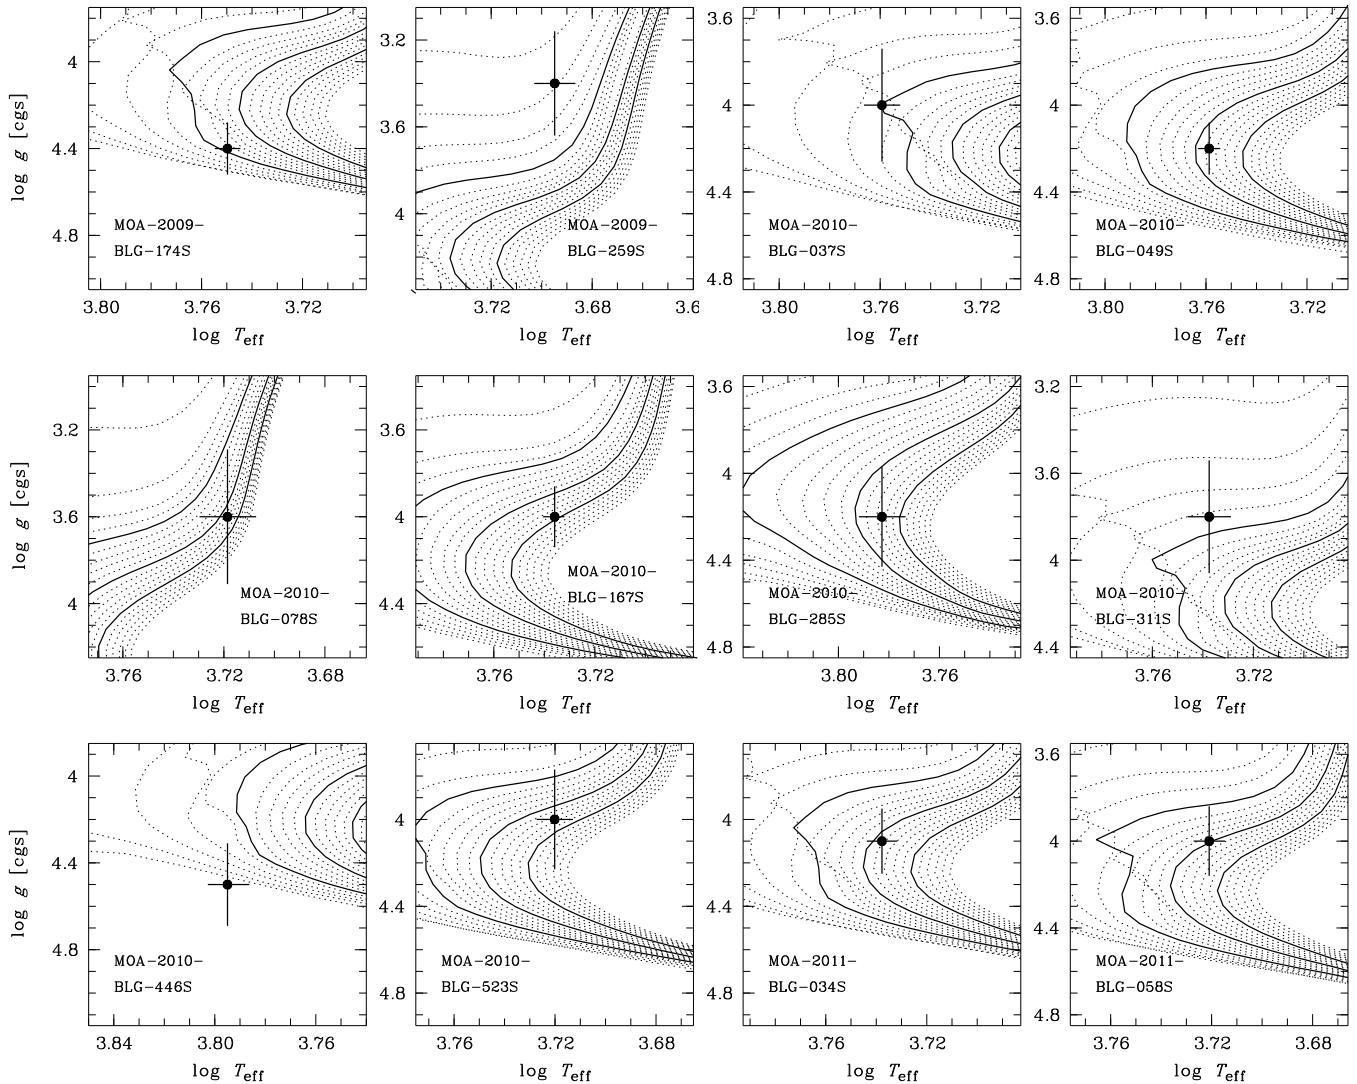 log g [cgs]
4
4.4
4.8
MOA-2009-
BLG-174S
3.80 3.76 3.72
log Teff
3.2
3.6
4
MOA-2009-
BLG-259S
3.72 3.68 3.6
log Teff
3.6
4
4.4
4.8
MOA-2010-
BLG-037S
3.80 3.76 3.72
log Teff
3.6
4
4.4
4.8
MOA-2010-
BLG-049S
3.80 3.76 3.72
log Teff
log g [cgs]
3.2
3.6
4
MOA-2010-
BLG-078S
3.76 3.72 3.68
log Teff
3.6
4
4.4
MOA-2010-
BLG-167S
3.76 3.72
log Teff
3.6
4
4.4
4.8
MOA-2010-
BLG-285S
3.80 3.76
log Teff
3.2
3.6
4
4.4
MOA-2010-
BLG-311S
3.76 3.72
log Teff
log g [cgs]
4
4.4
4.8
MOA-2010-
BLG-446S
3.84 3.80 3.76
log Teff
4
4.4
4.8
MOA-2010-
BLG-523S
3.76 3.72 3.68
log Teff
4
4.4
4.8
MOA-2011-
BLG-034S
3.76 3.72
log Teff
3.6
4
4.4
4.8
MOA-2011-
BLG-058S
3.76 3.72 3.68
log Teff